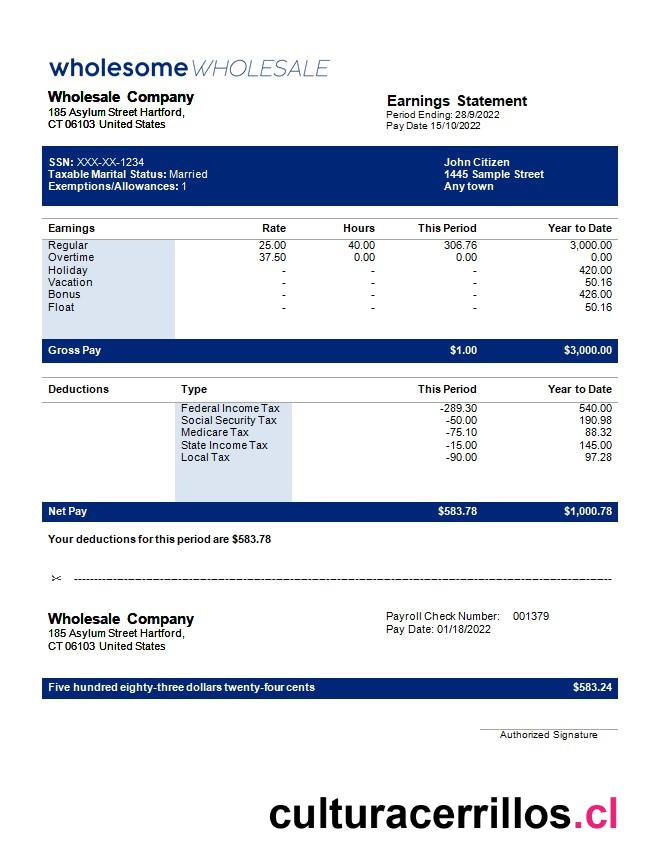 wholesomeWHOLESALE
Wholesale Company
185 Asylum Street Hartford,
CT 06103 United States
Earnings Statement
Period Ending: 28/9/2022
Pay Date 15/10/2022
SSN: XXX-XX-1234
Taxable Marital Status: Married
Exemptions/Allowances: 1
John Citizen
1445 Sample Street
Any town
Earnings Rate Hours This Period Year to Date
Regular 25.00 40.00 306.76 3,000.00
Overtime 37.50 0.00 0.00 0.00
Holiday - - - 420.00
Vacation - - - 50.16
Bonus - - - 426.00
Float - - - 50.16
Gross Pay $1.00 $3,000.00
Deductions Type This Period Year to Date
Federal Income Tax -289.30 540.00
Social Security Tax -50.00 190.98
Medicare Tax -75.10 88.32
State Income Tax -15.00 145.00
Local Tax -90.00 97.28
Net Pay $583.78 $1,000.78
Your deductions for this period are $583.78
Wholesale Company
185 Asylum Street Hartford,
CT 06103 United States
Payroll Check Number: 001379
Pay Date: 01/18/2022
Five hundred eighty-three dollars twenty-four cents $583.24
Authorized Signature
culturacerrillos.cl